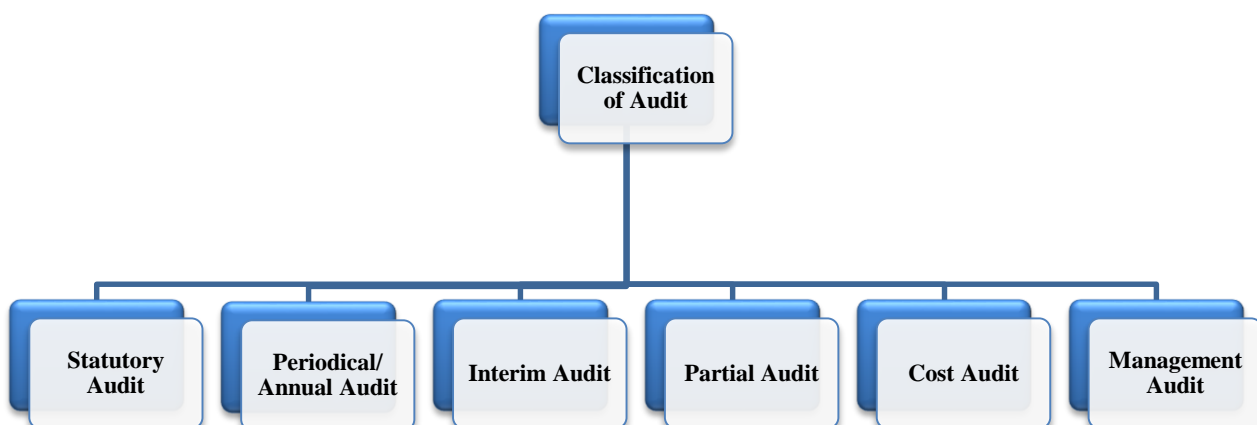 Classification
of Audit
Statutory
Audit
Periodical/
Annual Audit
Interim Audit
Partial Audit
Cost Audit
Management
Audit